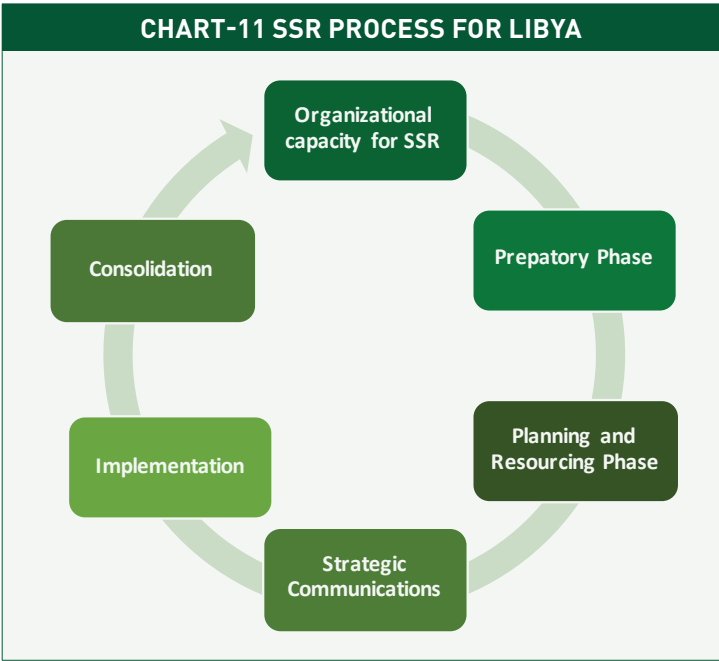 CHART-11 SSR PROCESS FOR LIBYA
Organizational
capacity for SSR
Prepatory Phase
Planning and
Resourcing Phase
Strategic
Communications
Implementation
Consolidation